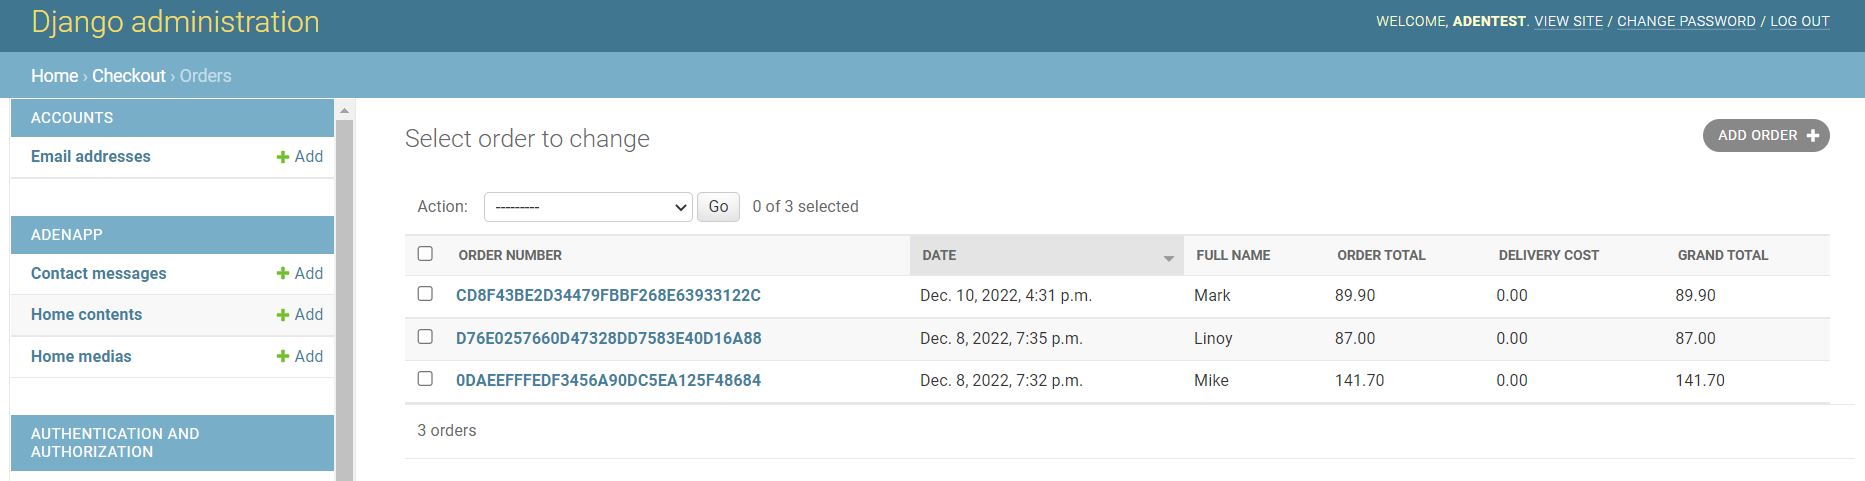 Django administration
WELCOME, ADENTEST. VIEW SITE / CHANGE PASSWORD / LOG OUT
Home › Checkout › Orders
ACCOUNTS
Email addresses Add
ADENAPP
Contact messages Add
Home contents Add
Home medias Add
AUTHENTICATION AND
AUTHORIZATION
Select order to change
ADD ORDER
Action: --------- Go 0 of 3 selected
ORDER NUMBER DATE FULL NAME ORDER TOTAL DELIVERY COST GRAND TOTAL
CD8F43BE2D34479FBBF268E63933122C Dec. 10, 2022, 4:31 p.m. Mark 89.90 0.00 89.90
D76E0257660D47328DD7583E40D16A88 Dec. 8, 2022, 7:35 p.m. Linoy 87.00 0.00 87.00
0DAEEFFFEDF3456A90DC5EA125F48684 Dec. 8, 2022, 7:32 p.m. Mike 141.70 0.00 141.70
3 orders